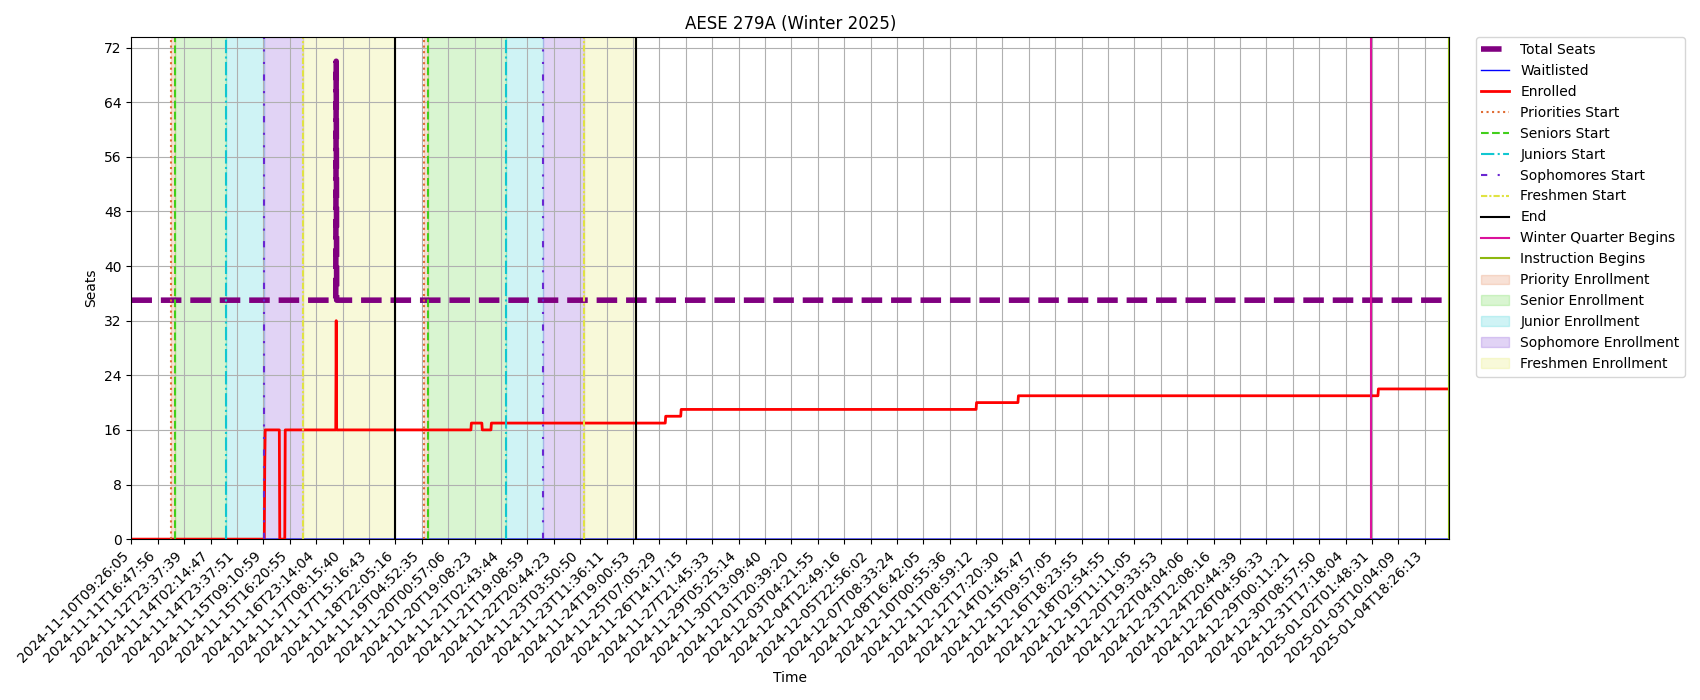 AESE 279A (Winter 2025)
72
64
56
48
40
32
24
16
8
0
Seats
2024-11-10T09:26:05
2024-11-11T16:47:56
2024-11-12T23:37:39
2024-11-14T02:14:47
2024-11-14T23:37:51
2024-11-15T09:10:59
2024-11-15T16:20:55
2024-11-16T23:14:04
2024-11-17T08:15:40
2024-11-17T15:16:43
2024-11-18T22:05:16
2024-11-19T04:52:35
2024-11-20T00:57:06
2024-11-20T19:08:23
2024-11-21T02:43:44
2024-11-22T19:08:59
2024-11-22T20:44:23
2024-11-23T03:50:50
2024-11-23T11:36:11
2024-11-24T19:00:53
2024-11-25T07:05:29
2024-11-26T14:17:15
2024-11-27T21:45:33
2024-11-29T05:25:14
2024-11-30T13:09:40
2024-12-01T20:39:20
2024-12-03T04:21:55
2024-12-04T12:49:16
2024-12-05T22:56:02
2024-12-07T08:33:24
2024-12-08T16:42:05
2024-12-10T00:55:36
2024-12-11T08:59:12
2024-12-12T17:20:30
2024-12-14T01:45:47
2024-12-15T09:57:05
2024-12-16T18:23:55
2024-12-18T02:54:55
2024-12-19T11:11:05
2024-12-20T19:33:53
2024-12-22T04:04:06
2024-12-23T12:08:16
2024-12-24T20:44:39
2024-12-26T04:56:33
2024-12-29T00:11:21
2024-12-30T08:57:50
2024-12-31T17:18:04
2025-01-02T01:48:31
2025-01-03T10:04:09
2025-01-04T18:26:13
Time
Total Seats
Waitlisted
Enrolled
Priorities Start
Seniors Start
Juniors Start
Sophomores Start
Freshmen Start
End
Winter Quarter Begins
Instruction Begins
Priority Enrollment
Senior Enrollment
Junior Enrollment
Sophomore Enrollment
Freshmen Enrollment